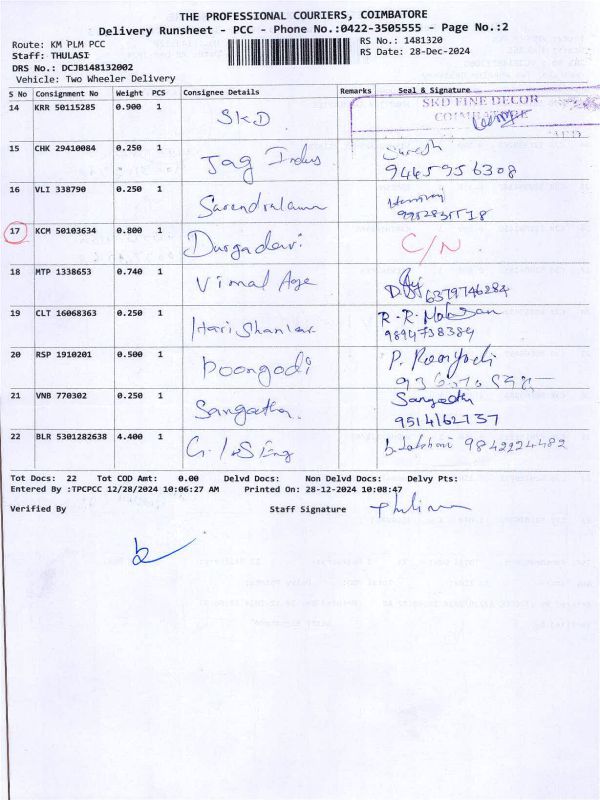 THE PROFESSIONAL COURIERS, COIMBATORE
Delivery Runsheet - PCC - Phone No.:0422-3505555 - Page No.:2
Route: KM PLM PCC
Staff: THULASI
DRS No.: DCJB148132002
Vehicle: Two Wheeler Delivery
RS No.: 1481320
RS Date: 28-Dec-2024
S No Consignment No Weight PCS Consignee Details Remarks Seal & Signature
14 KRR 50115285 0.900 1 SKD SKD FINE DECOR
COIMBATORE
15 CHK 29410084 0.250 1 Jag Indus Suresh
9445956308
16 VLI 338790 0.250 1
17 KCM 50103634 0.800 1 Durgadevi C/N.
18 MTP 1338653 0.740 1 Vimal Age 6379746284
19 CLT 16068363 0.250 1 Hari Shankar R.R. Mohan
9894738384
20 RSP 1910201 0.500 1 Poongodi P. Poongodi
21 VNB 770302 0.250 1 Sangeetha. Sangeetha
9514162737
22 BLR 5301282638 4.400 1 9842224482
Tot Docs: 22 Tot COD Amt: 0.00 Delvd Docs: Non Delvd Docs: Delvy Pts:
Entered By :TPCPCC 12/28/2024 10:06:27 AM Printed On: 28-12-2024 10:08:47
Verified By Staff Signature